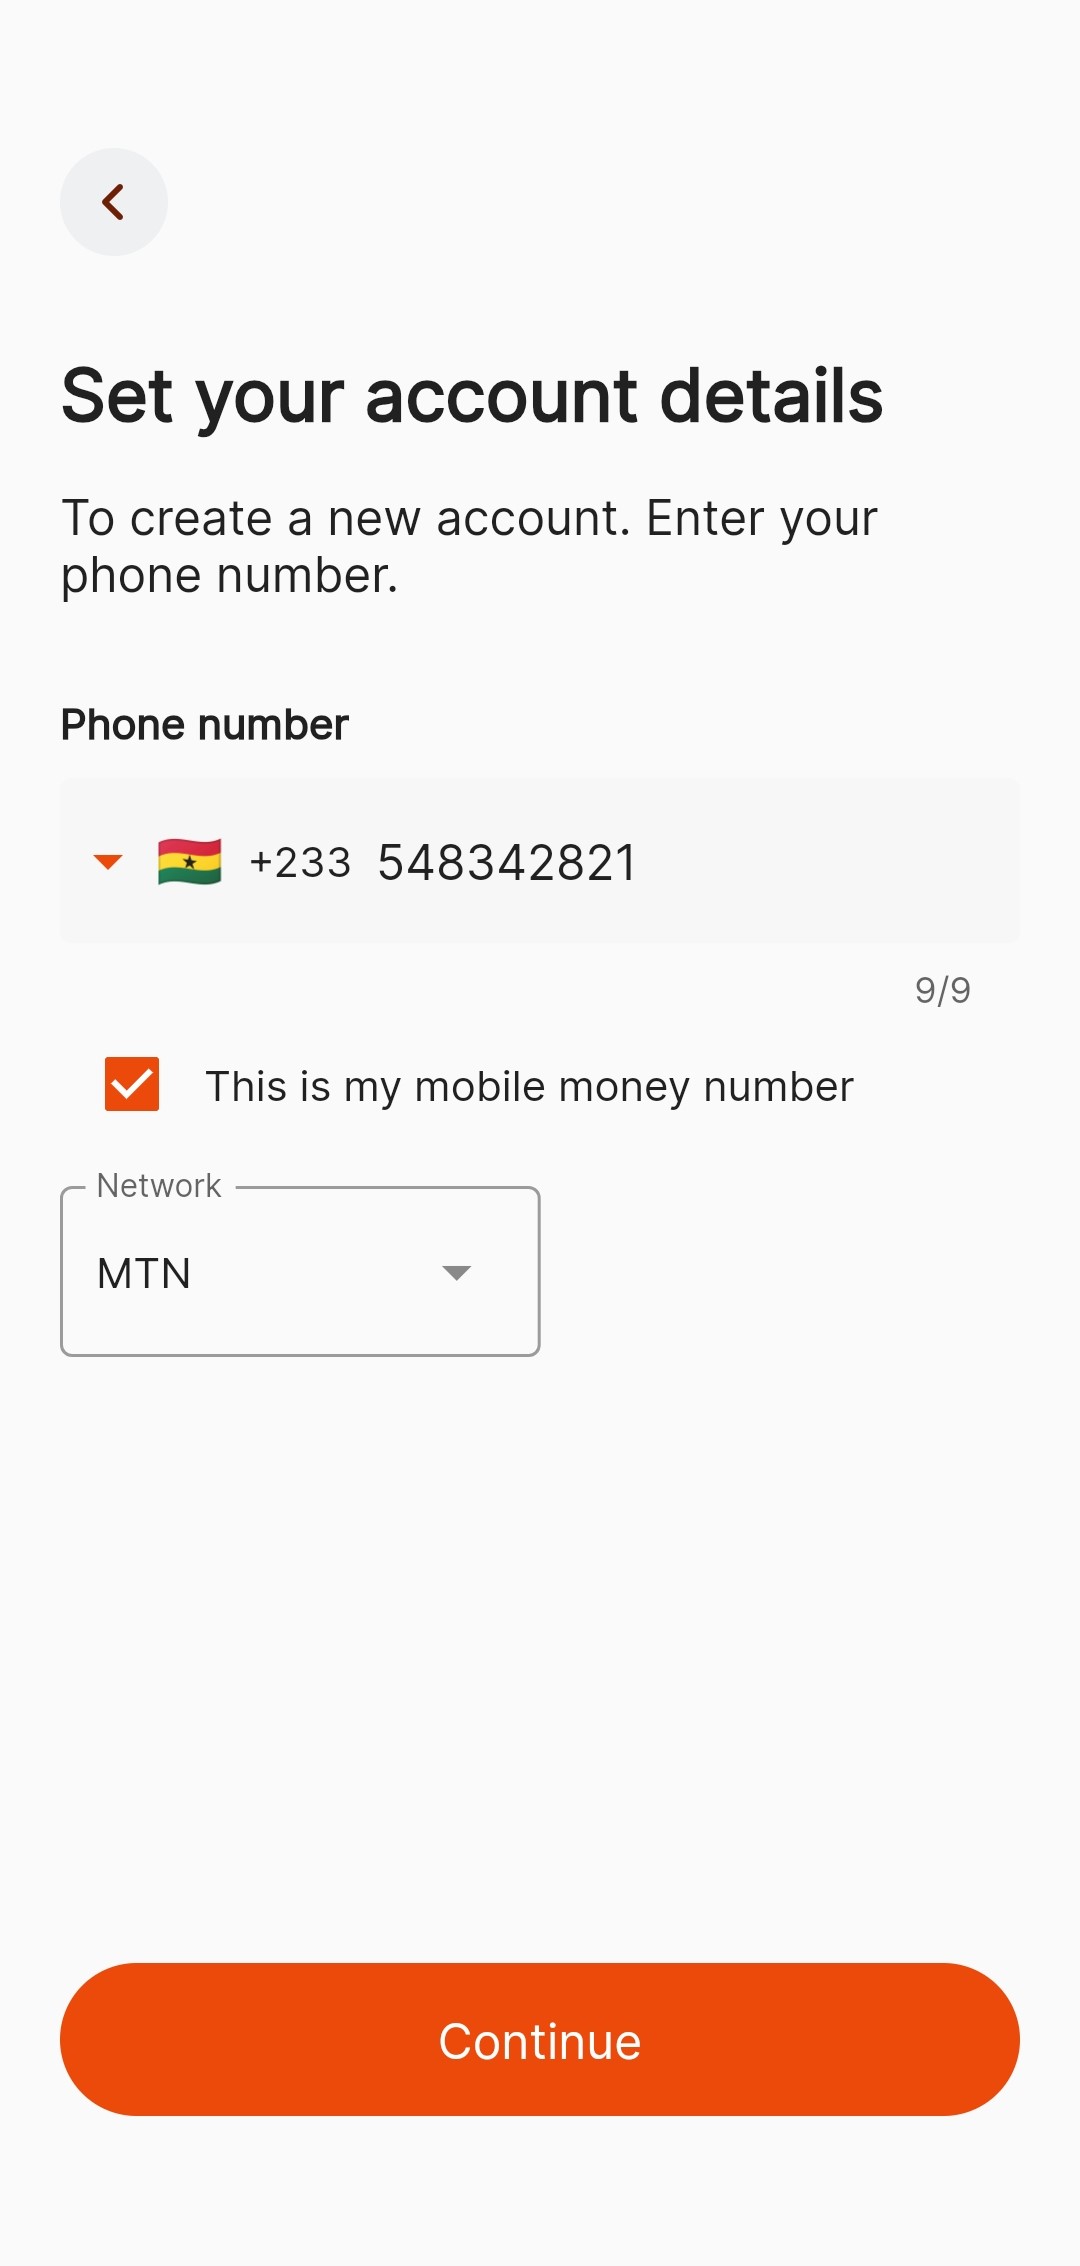 Set your account details
To create a new account. Enter your
phone number.
Phone number
+233 548342821
9/9
This is my mobile money number
Network
MTN
Continue